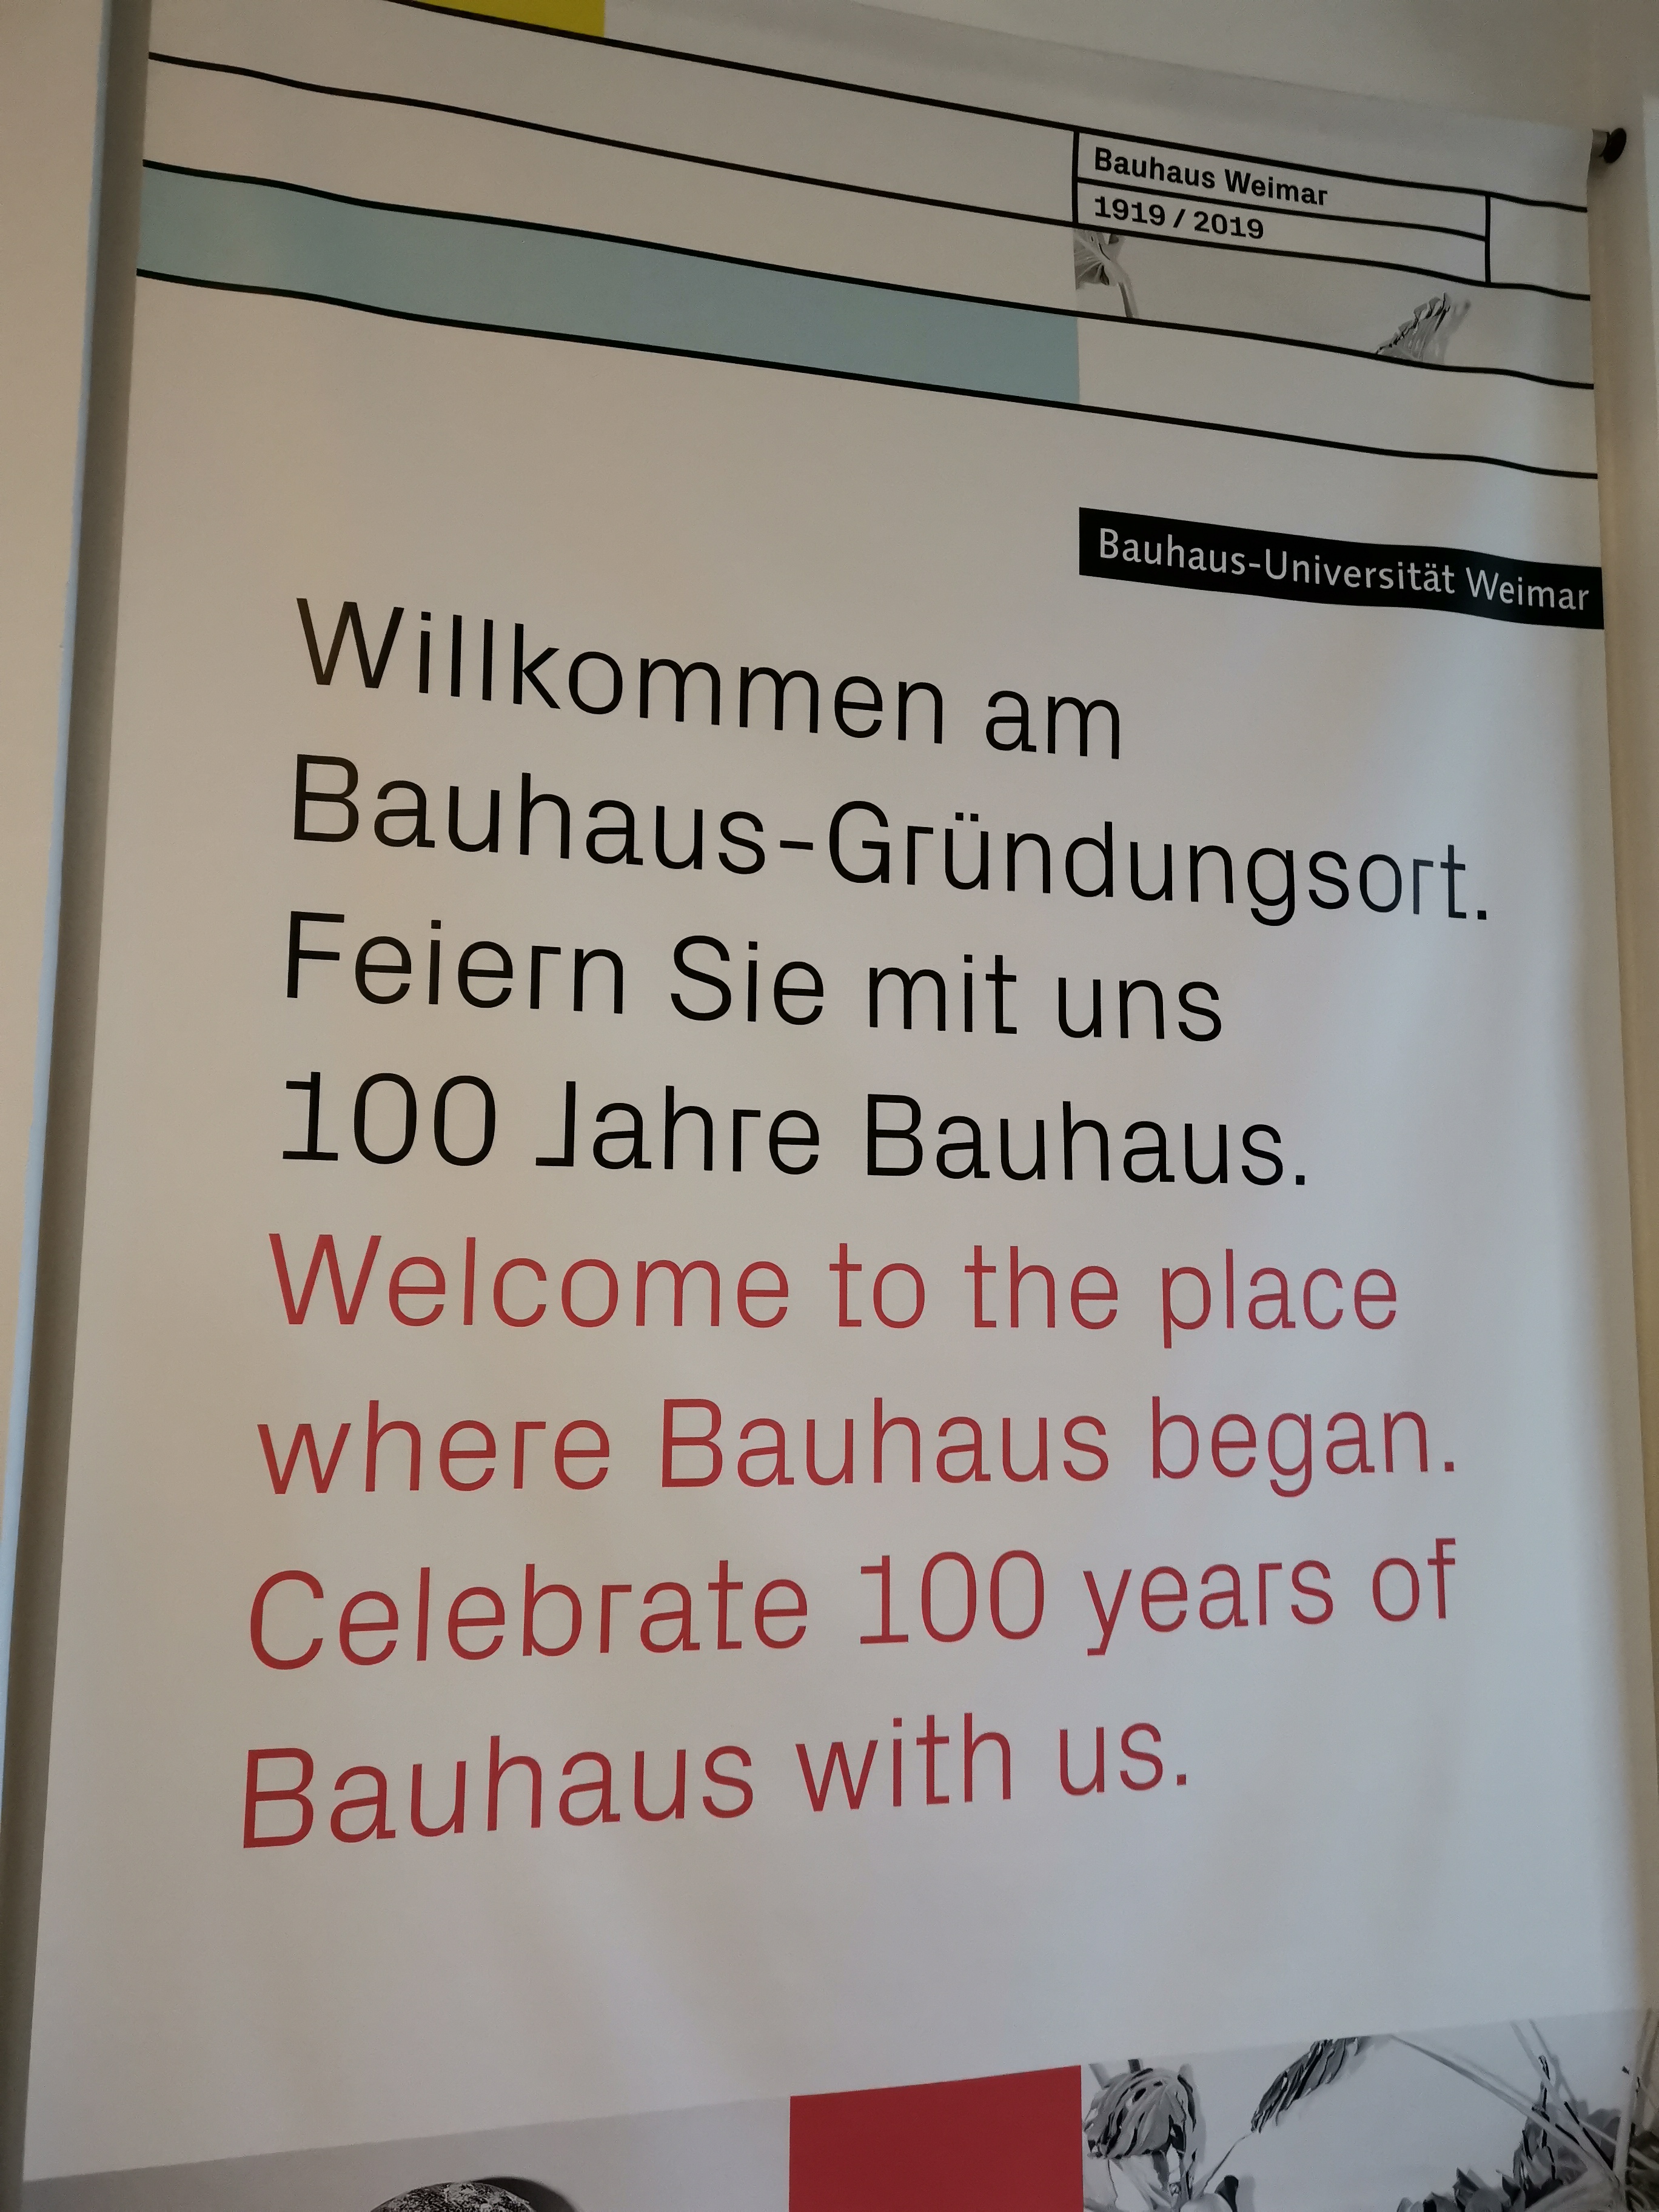 Bauhaus Weimar
1919 / 2019
Bauhaus-Universität Weimar
Willkommen am
Bauhaus-Gründungsort.
Feiern Sie mit uns
100 Jahre Bauhaus.
Welcome to the place
where Bauhaus began.
Celebrate 100 years of
Bauhaus with us.